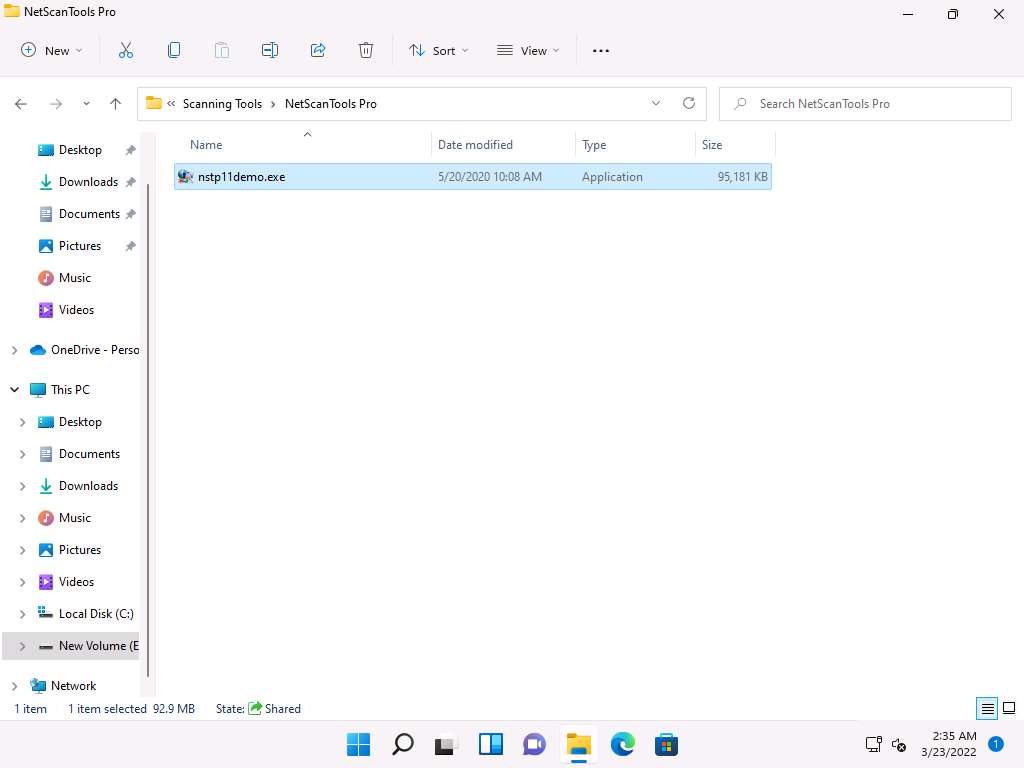 NetScanTools Pro
New
Sort
View
« Scanning Tools > NetScanTools Pro
Search NetScanTools Pro
Name Date modified Type Size
nstp11demo.exe 5/20/2020 10:08 AM Application 95,181 KB
Desktop
Downloads
Documents
Pictures
Music
Videos
OneDrive - Perso
This PC
Desktop
Documents
Downloads
Music
Pictures
Videos
Local Disk (C:)
New Volume (E
Network
1 item 1 item selected 92.9 MB State: Shared
2:35 AM
3/23/2022
1